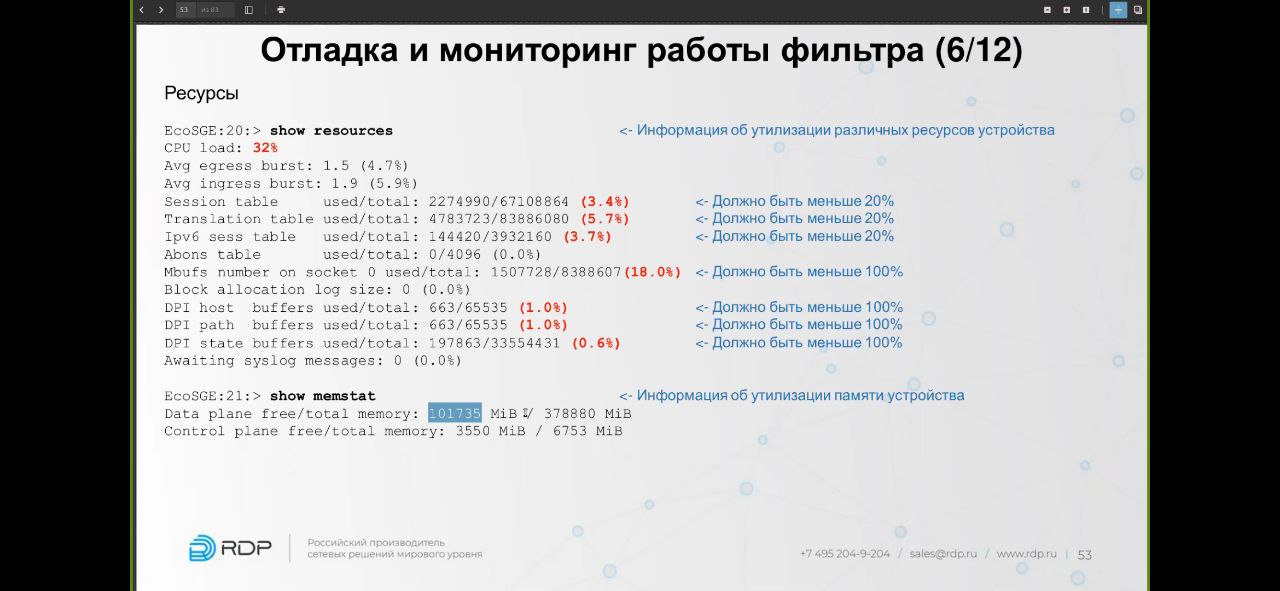 53 из 83
Отладка и мониторинг работы фильтра (6/12)
Ресурсы
EcoSGE:20:> show resources <- Информация об утилизации различных ресурсов устройства
CPU load: 32%
Avg egress burst: 1.5 (4.7%)
Avg ingress burst: 1.9 (5.9%)
Session table used/total: 2274990/67108864 (3.4%) <- Должно быть меньше 20%
Translation table used/total: 4783723/83886080 (5.7%) <- Должно быть меньше 20%
Ipv6 sess table used/total: 144420/3932160 (3.7%) <- Должно быть меньше 20%
Abons table used/total: 0/4096 (0.0%)
Mbufs number on socket 0 used/total: 1507728/8388607(18.0%) <- Должно быть меньше 100%
Block allocation log size: 0 (0.0%)
DPI host buffers used/total: 663/65535 (1.0%) <- Должно быть меньше 100%
DPI path buffers used/total: 663/65535 (1.0%) <- Должно быть меньше 100%
DPI state buffers used/total: 197863/33554431 (0.6%) <- Должно быть меньше 100%
Awaiting syslog messages: 0 (0.0%)
EcoSGE:21:> show memstat <- Информация об утилизации памяти устройства
Data plane free/total memory: 101735 MiB / 378880 MiB
Control plane free/total memory: 3550 MiB / 6753 MiB
RDP
Российский производитель
сетевых решений мирового уровня
+7 495 204-9-204 / sales@rdp.ru / www.rdp.ru | 53